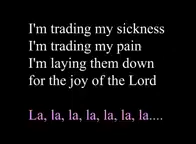 I'm trading my sickness
I'm trading my pain
I'm laying them down
for the joy of the Lord
La, la, la, la, la, la, la....